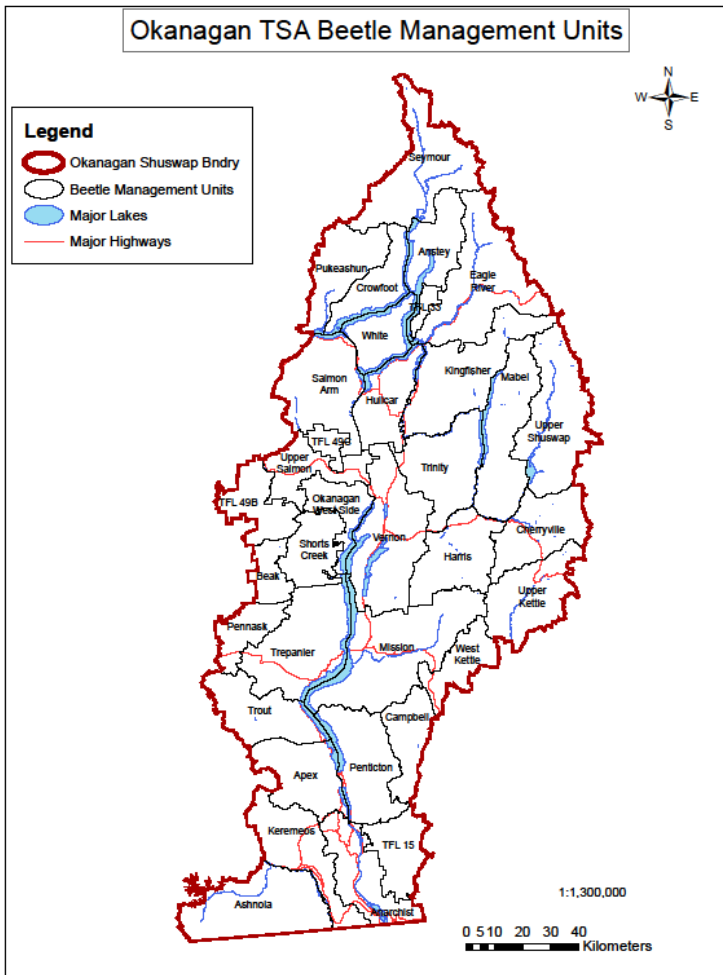 Okanagan TSA Beetle Management Units
N
W E
S
Legend
Okanagan Shuswap Bndry
Beetle Management Units
Major Lakes
Major Highways
Seymour
Anstey
Eagle
River
Pukeashun
Crowfoot
TFL 33
White
Kingfisher
Mabel
Salmon
Arm
Hullcar
Upper
Shuswap
TFL 49C
Upper
Salmon
Trinity
TFL 49B
Okanagan
West Side
Vernon
Cherryville
Shorts
Creek
Harris
Beak
Upper
Kettle
Pennask
Mission
West
Kettle
Trepanier
Trout
Campbell
Apex
Penticton
Keremeos
TFL 15
1:1,300,000
Ashnola
Anarchist
0 5 10 20 30 40
Kilometers